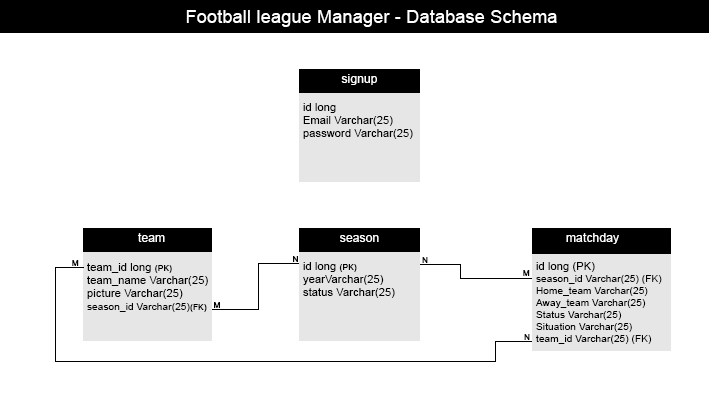 Football league Manager - Database Schema
signup
id long
Email Varchar(25)
password Varchar(25)
team
M
team_id long (PK)
team_name Varchar(25)
picture Varchar(25)
season_id Varchar(25)(FK)
M
season
N
N
id long (PK)
yearVarchar(25)
status Varchar(25)
matchday
id long (PK)
M
season_id Varchar(25) (FK)
Home_team Varchar(25)
Away_team Varchar(25)
Status Varchar(25)
Situation Varchar(25)
N
team_id Varchar(25) (FK)